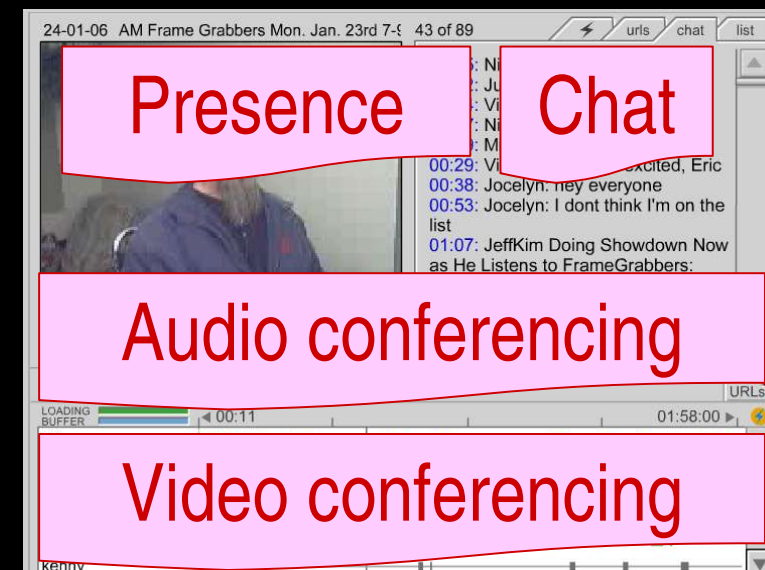 24-01-06 AM Frame Grabbers Mon. Jan. 23rd 7-9
43 of 89
urls chat list
Presence
Chat
00:29: Vi excited, Eric
00:38: Jocelyn: hey everyone
00:53: Jocelyn: I dont think I'm on the
list
01:07: JeffKim Doing Showdown Now
as He Listens to FrameGrabbers:
Audio conferencing
URLs
LOADING
BUFFER
00:11
01:58:00
Video conferencing
kenny